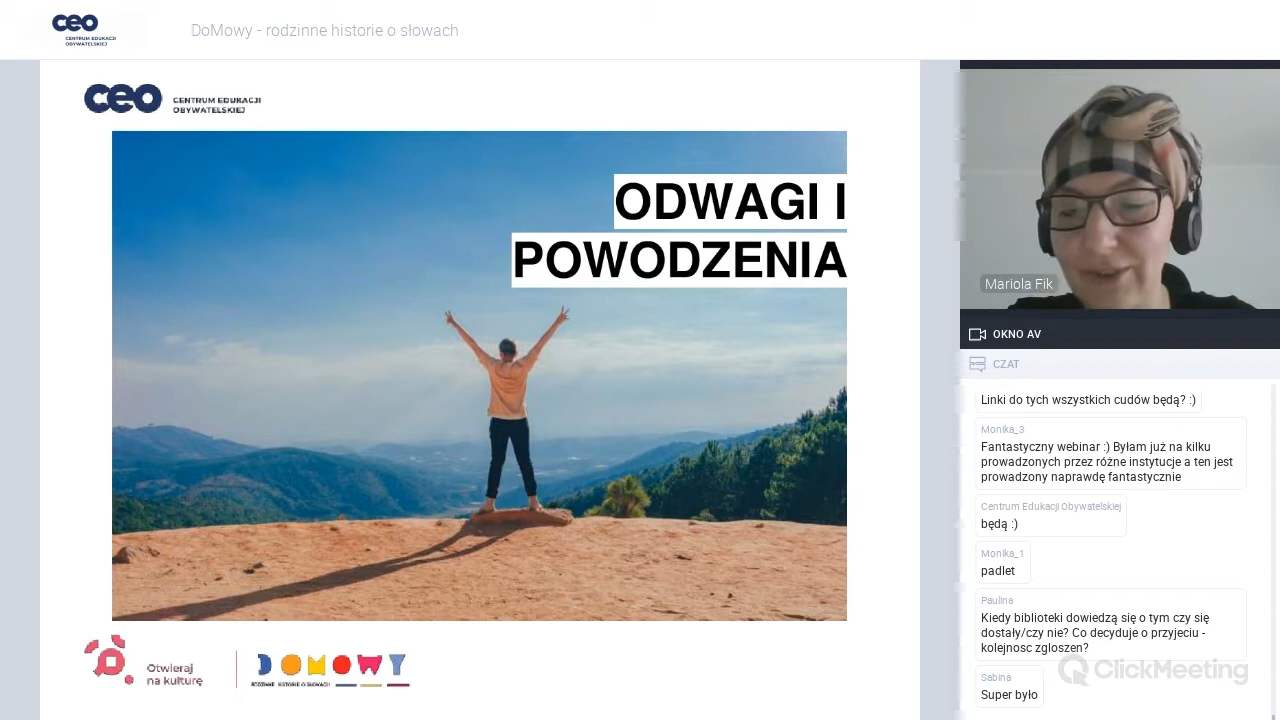 ceo
CENTRUM EDUKACJI
OBYWATELSKIEJ
DoMowy - rodzinne historie o słowach
ceo
CENTRUM EDUKACJI
OBYWATELSKIEJ
ODWAGI I
POWODZENIA
Otwieraj
na kulturę
DOMOWY
RODZINNE HISTORIE O SŁOWACH
Mariola Fik
OKNO AV
CZAT
Linki do tych wszystkich cudów będą? :)
Monika_3
Fantastyczny webinar :) Byłam już na kilku
prowadzonych przez różne instytucje a ten jest
prowadzony naprawdę fantastycznie
Centrum Edukacji Obywatelskiej
będą :)
Monika_1
padlet
Paulina
Kiedy biblioteki dowiedzą się o tym czy się
dostały/czy nie? Co decyduje o przyjeciu -
kolejnosc zgloszen?
Sabina
Super było
ClickMeeting